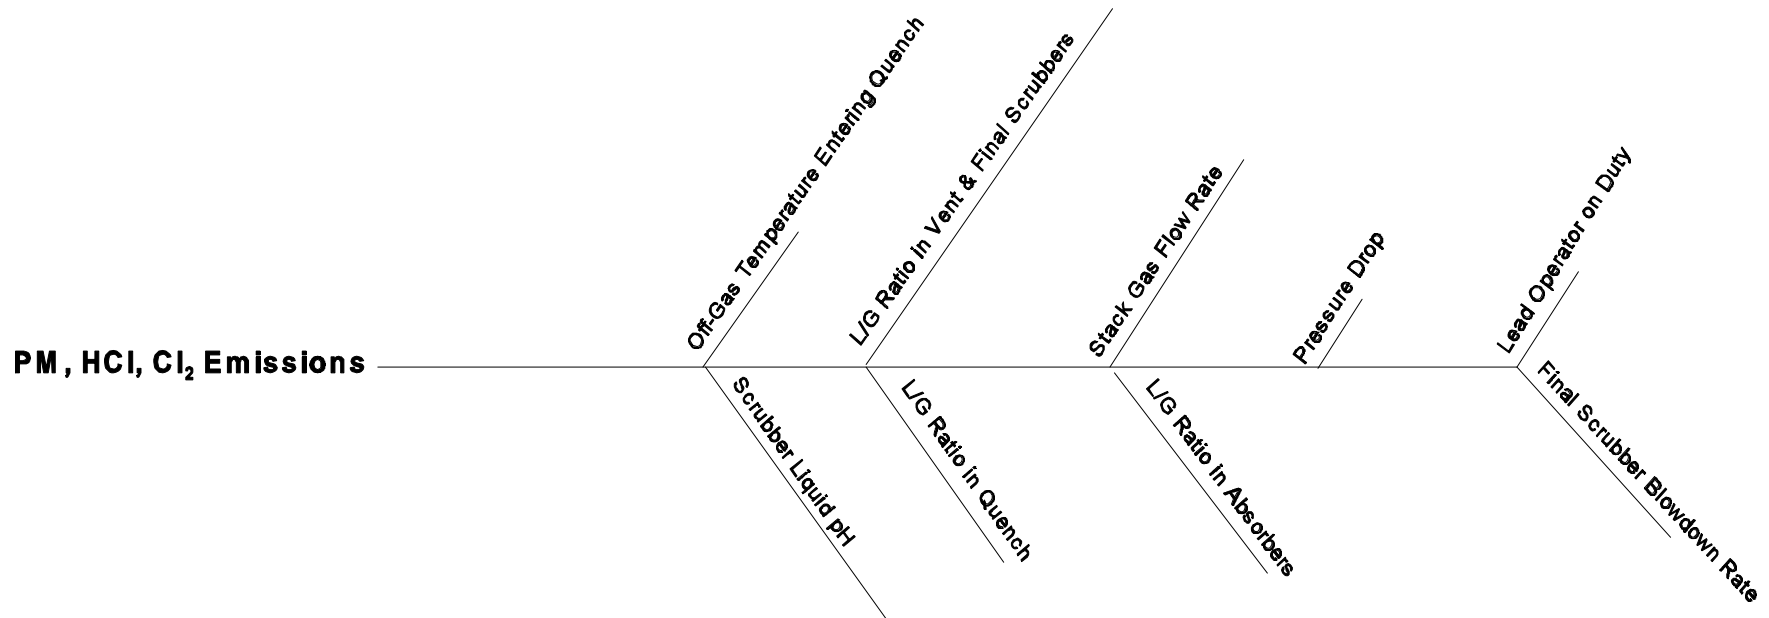 Off-Gas Temperature Entering Quench
L/G Ratio in Vent & Final Scrubbers
Stack Gas Flow Rate
Pressure Drop
Lead Operator on Duty
PM, HCl, Cl₂ Emissions
Scrubber Liquid pH
L/G Ratio in Quench
L/G Ratio in Absorbers
Final Scrubber Blowdown Rate